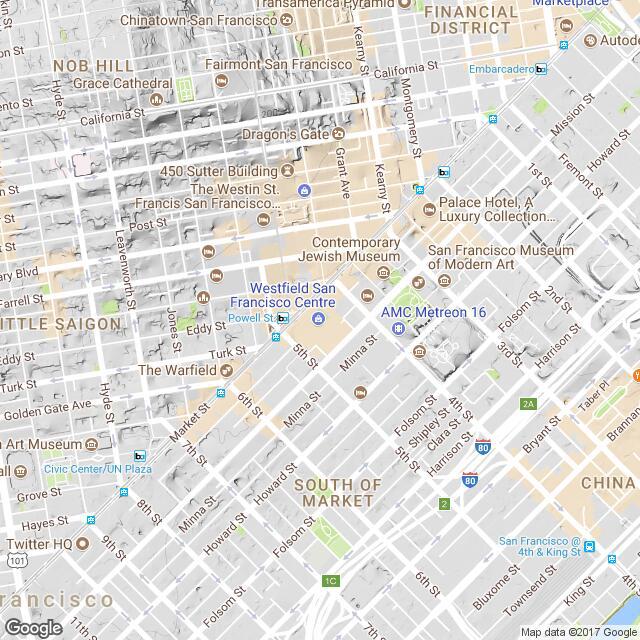 Transamerica Pyramid
Marketplace
Chinatown San Francisco
FINANCIAL
DISTRICT
Kearny St
Autode
NOB HILL
Fairmont San Francisco
Grace Cathedral
California St
Embarcadero
Hyde St
ento St
California St
Montgomery St
Mission St
200
Dragon's Gate
Howard St
1st St
Fremont St
450 Sutter Building
Grant Ave
Kearny St
The Westin St.
Francis San Francisco...
Palace Hotel, A
Luxury Collection...
Post St
Leavenworth St
Contemporary
Jewish Museum
San Francisco Museum
of Modern Art
ary Blvd
Farrell St
Westfield San
Francisco Centre
2nd St
Powell St
AMC Metreon 16
Folsom St
LITTLE SAIGON
Jones St
Eddy St
Harrison St
3rd St
Eddy St
Turk St
5th St
Minna St
The Warfield
Turk St
Taber Pl
Hyde St
Golden Gate Ave
Market St
6th St
Minna St
4th St
2A
Folsom St
Shipley St
Clara St
Harrison St
Bryant St
Brannan
n Art Museum
7th St
5th St
80
Civic Center/UN Plaza
Howard St
80
all
SOUTH OF
MARKET
CHINA
Grove St
8th St
Minna St
2
Hayes St
Howard St
Folsom St
Twitter HQ
9th St
San Francisco @
4th & King St
101
1C
Bluxome St
Townsend St
King St
4th
6th St
rancisco
Folsom St
11th St
7th St
Google
Map data ©2017 Google